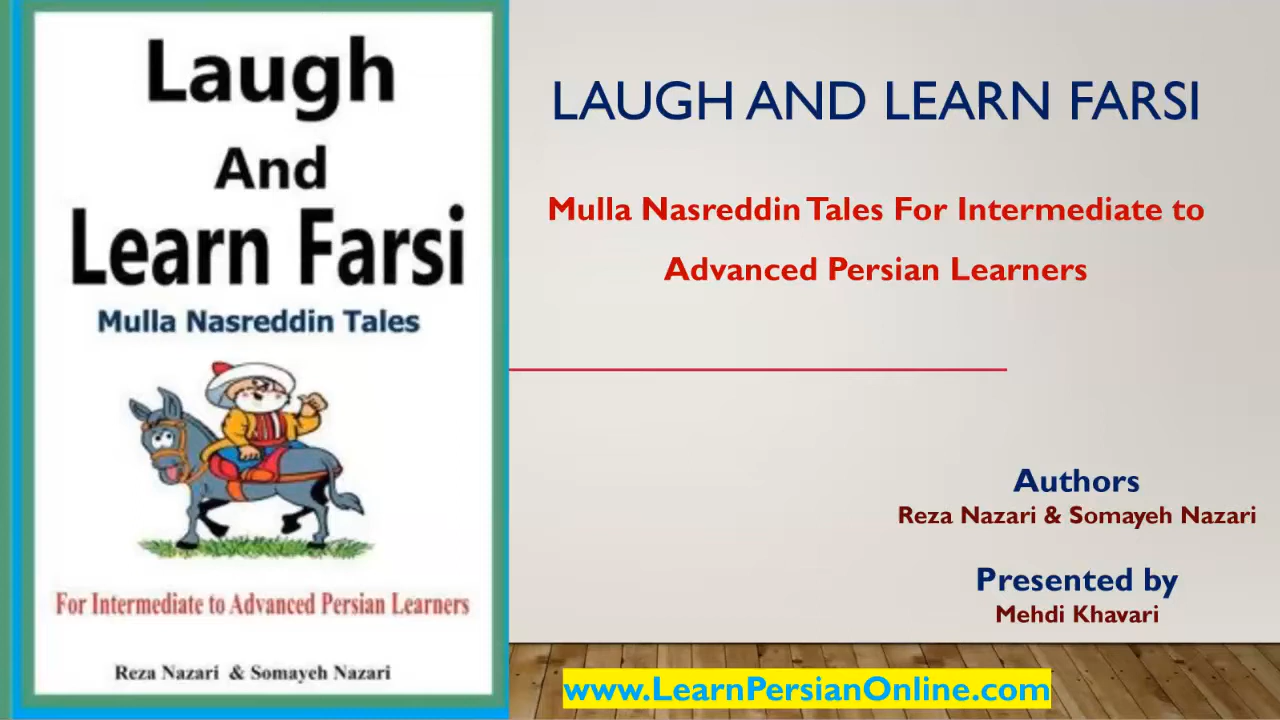 Laugh
And
Learn Farsi
Mulla Nasreddin Tales
For Intermediate to Advanced Persian Learners
Reza Nazari & Somayeh Nazari
LAUGH AND LEARN FARSI
Mulla Nasreddin Tales For Intermediate to
Advanced Persian Learners
Authors
Reza Nazari & Somayeh Nazari
Presented by
Mehdi Khavari
www.LearnPersianOnline.com